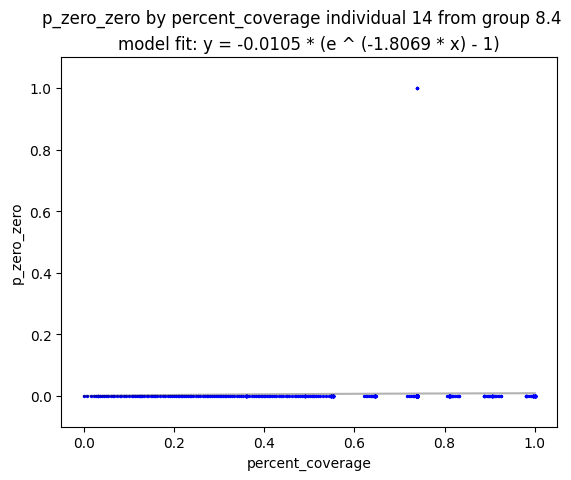 p_zero_zero by percent_coverage individual 14 from group 8.4
model fit: y = -0.0105 * (e ^ (-1.8069 * x) - 1)
1.0
0.8
0.6
0.4
0.2
0.0
p_zero_zero
0.0 0.2 0.4 0.6 0.8 1.0
percent_coverage